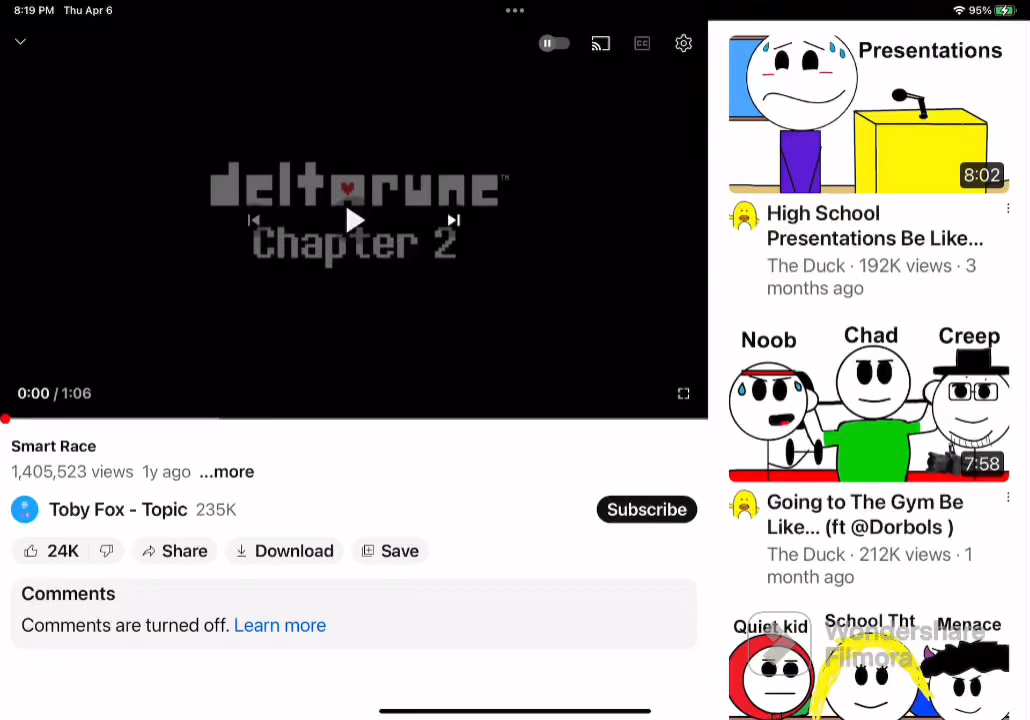 8:19 PM Thu Apr 6
95%
CC
deltarune™
Chapter 2
0:00 / 1:06
Smart Race
1,405,523 views 1y ago ...more
Toby Fox - Topic 235K
Subscribe
24K
Share
Download
Save
Comments
Comments are turned off. Learn more
Presentations
8:02
High School
Presentations Be Like...
The Duck · 192K views · 3
months ago
Noob Chad Creep
7:58
Going to The Gym Be
Like... (ft @Dorbols )
The Duck · 212K views · 1
month ago
Quiet kid School Tht Menace
Wondershare
Filmora